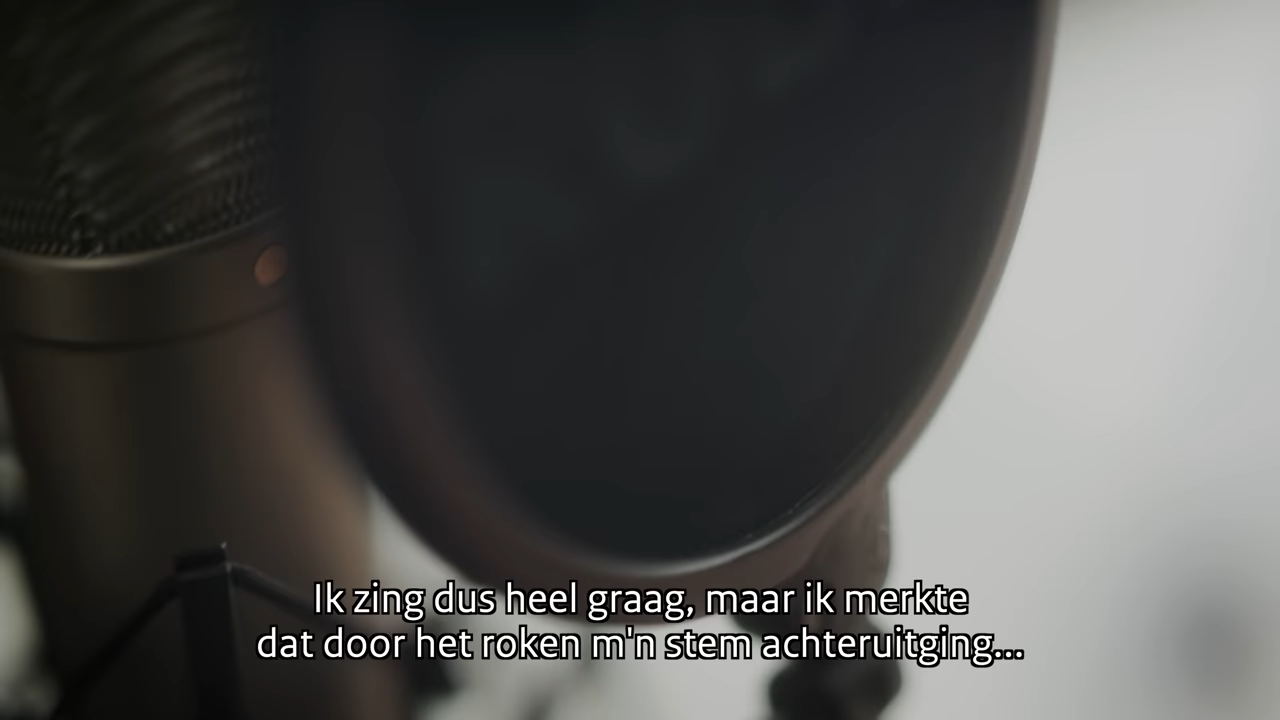 Ik zing dus heel graag, maar ik merkte
dat door het roken m'n stem achteruitging...